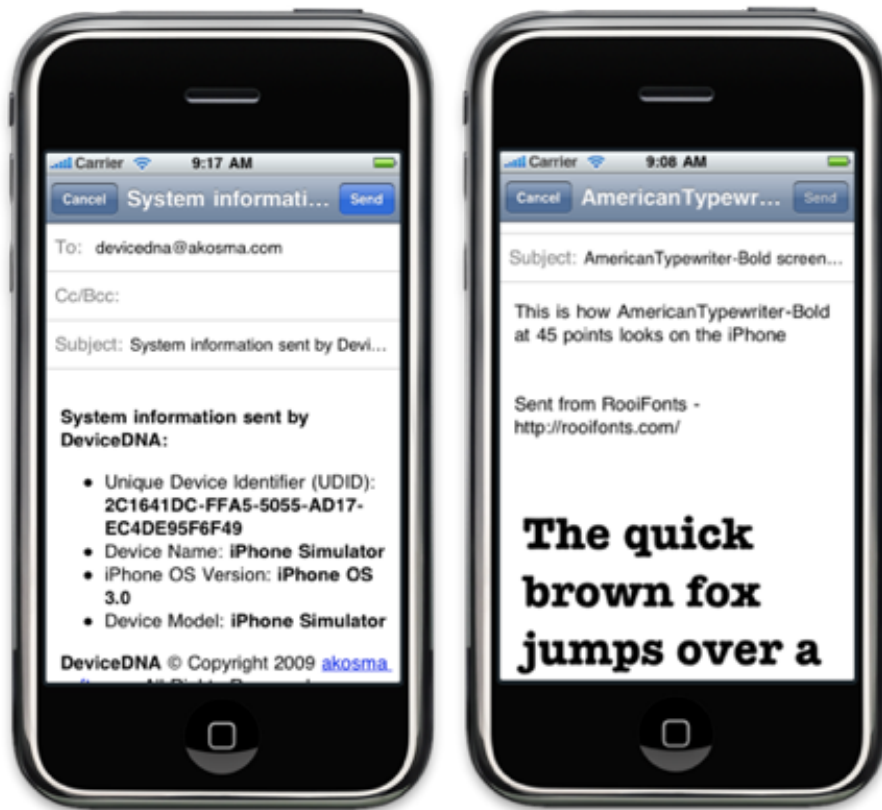 Carrier 9:17 AM
Cancel System informati... Send
To: devicedna@akosma.com
Cc/Bcc:
Subject: System information sent by Devi...
System information sent by
DeviceDNA:
• Unique Device Identifier (UDID):
2C1641DC-FFA5-5055-AD17-
EC4DE95F6F49
• Device Name: iPhone Simulator
• iPhone OS Version: iPhone OS
3.0
• Device Model: iPhone Simulator
DeviceDNA © Copyright 2009 akosma
Carrier 9:08 AM
Cancel AmericanTypewr... Send
Subject: AmericanTypewriter-Bold screen...
This is how AmericanTypewriter-Bold
at 45 points looks on the iPhone
Sent from RooiFonts -
http://rooifonts.com/
The quick
brown fox
jumps over a